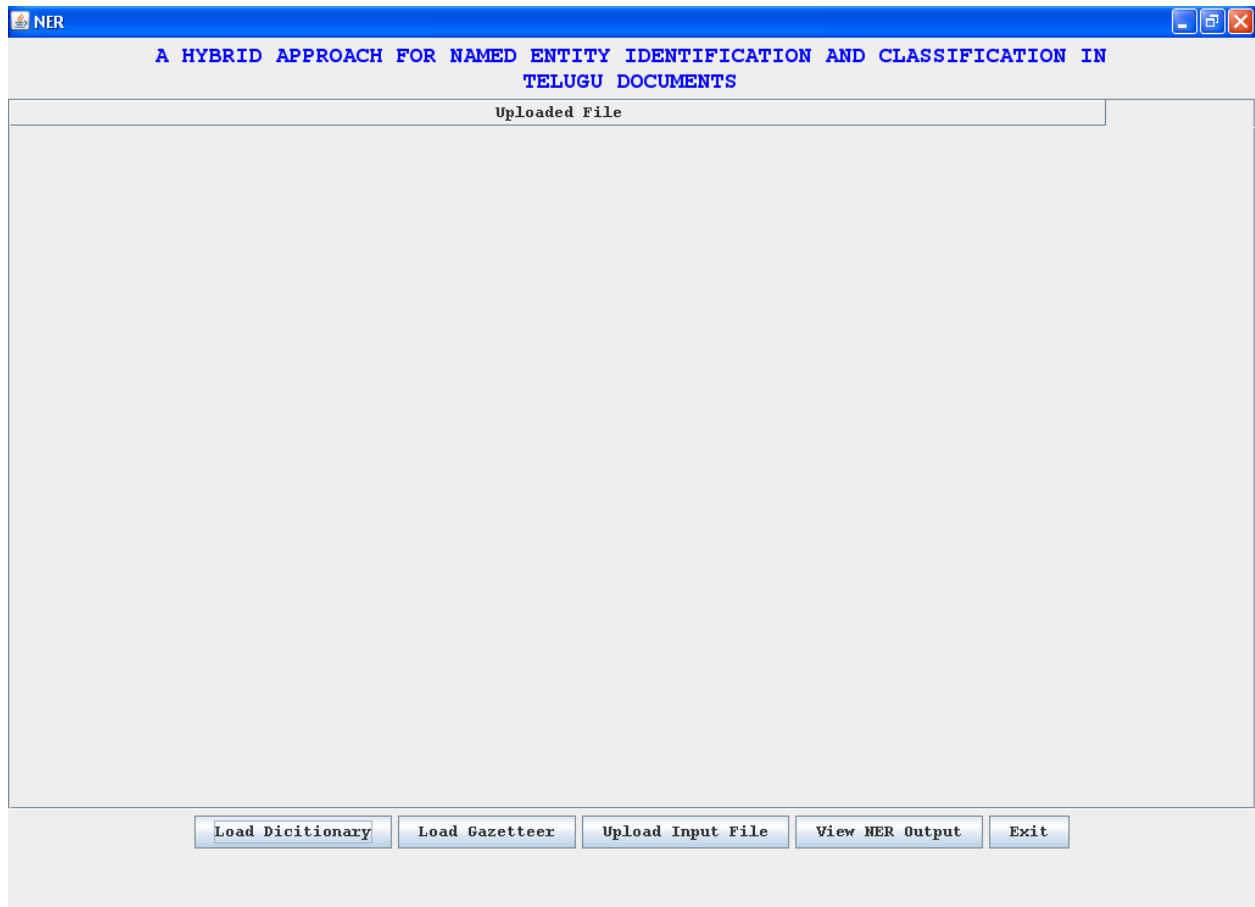 NER
A HYBRID APPROACH FOR NAMED ENTITY IDENTIFICATION AND CLASSIFICATION IN
TELUGU DOCUMENTS
Uploaded File
Load Dicitionary Load Gazetteer Upload Input File View NER Output Exit